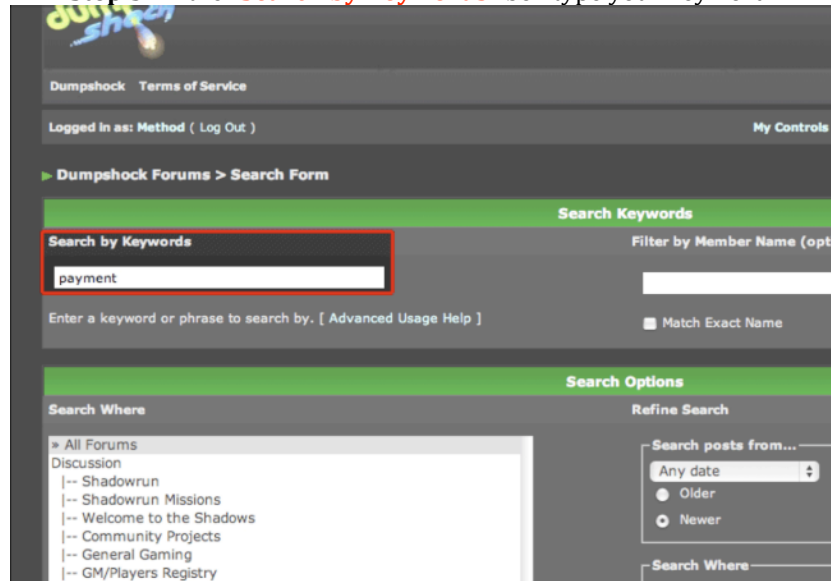 Dumpshock Terms of Service
Logged in as: Method ( Log Out )
My Controls
Dumpshock Forums > Search Form
Search Keywords
Search by Keywords
Filter by Member Name (opt
payment
Enter a keyword or phrase to search by. [ Advanced Usage Help ]
Match Exact Name
Search Options
Search Where
Refine Search
» All Forums
Discussion
|-- Shadowrun
|-- Shadowrun Missions
|-- Welcome to the Shadows
|-- Community Projects
|-- General Gaming
|-- GM/Players Registry
Search posts from...
Any date
Older
Newer
Search Where